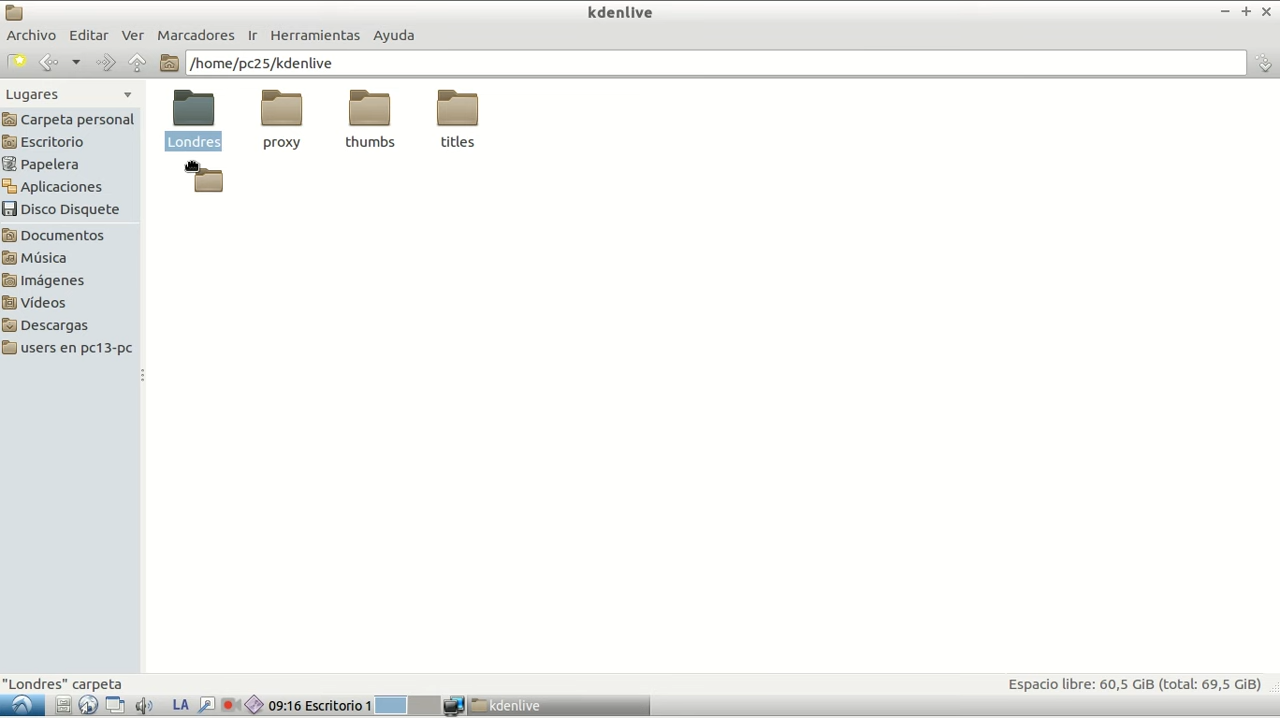 kdenlive
Archivo Editar Ver Marcadores Ir Herramientas Ayuda
/home/pc25/kdenlive
Lugares
Carpeta personal
Escritorio
Papelera
Aplicaciones
Disco Disquete
Documentos
Música
Imágenes
Vídeos
Descargas
users en pc13-pc
Londres proxy thumbs titles
"Londres" carpeta Espacio libre: 60,5 GiB (total: 69,5 GiB)
LA 09:16 Escritorio 1 kdenlive